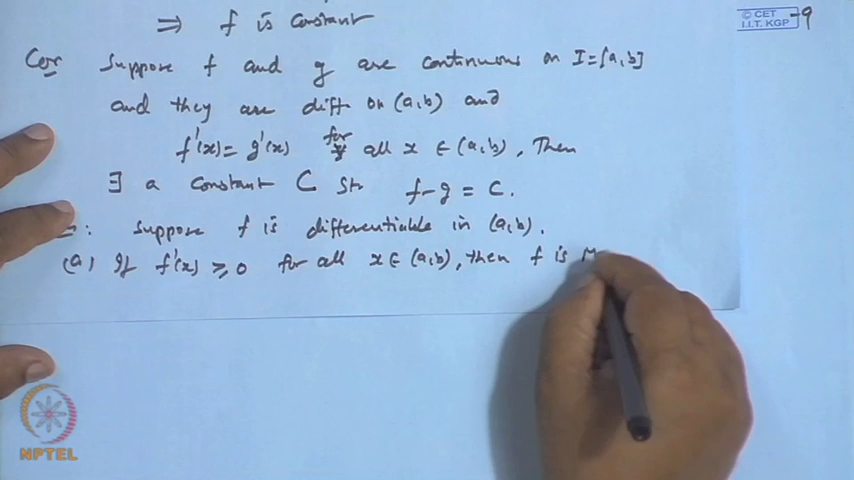 ⇒ f is constant
© CET
I.I.T. KGP
-9
Cor Suppose f and g are continuous on I=[a,b]
and they are diff on (a,b) and
f'(x)= g'(x) for all x ∈ (a,b), Then
∃ a constant C St. f-g = C.
: Suppose f is differentiable in (a,b).
(a) If f'(x) ≥ 0 for all x ∈ (a,b), then f is M
NPTEL